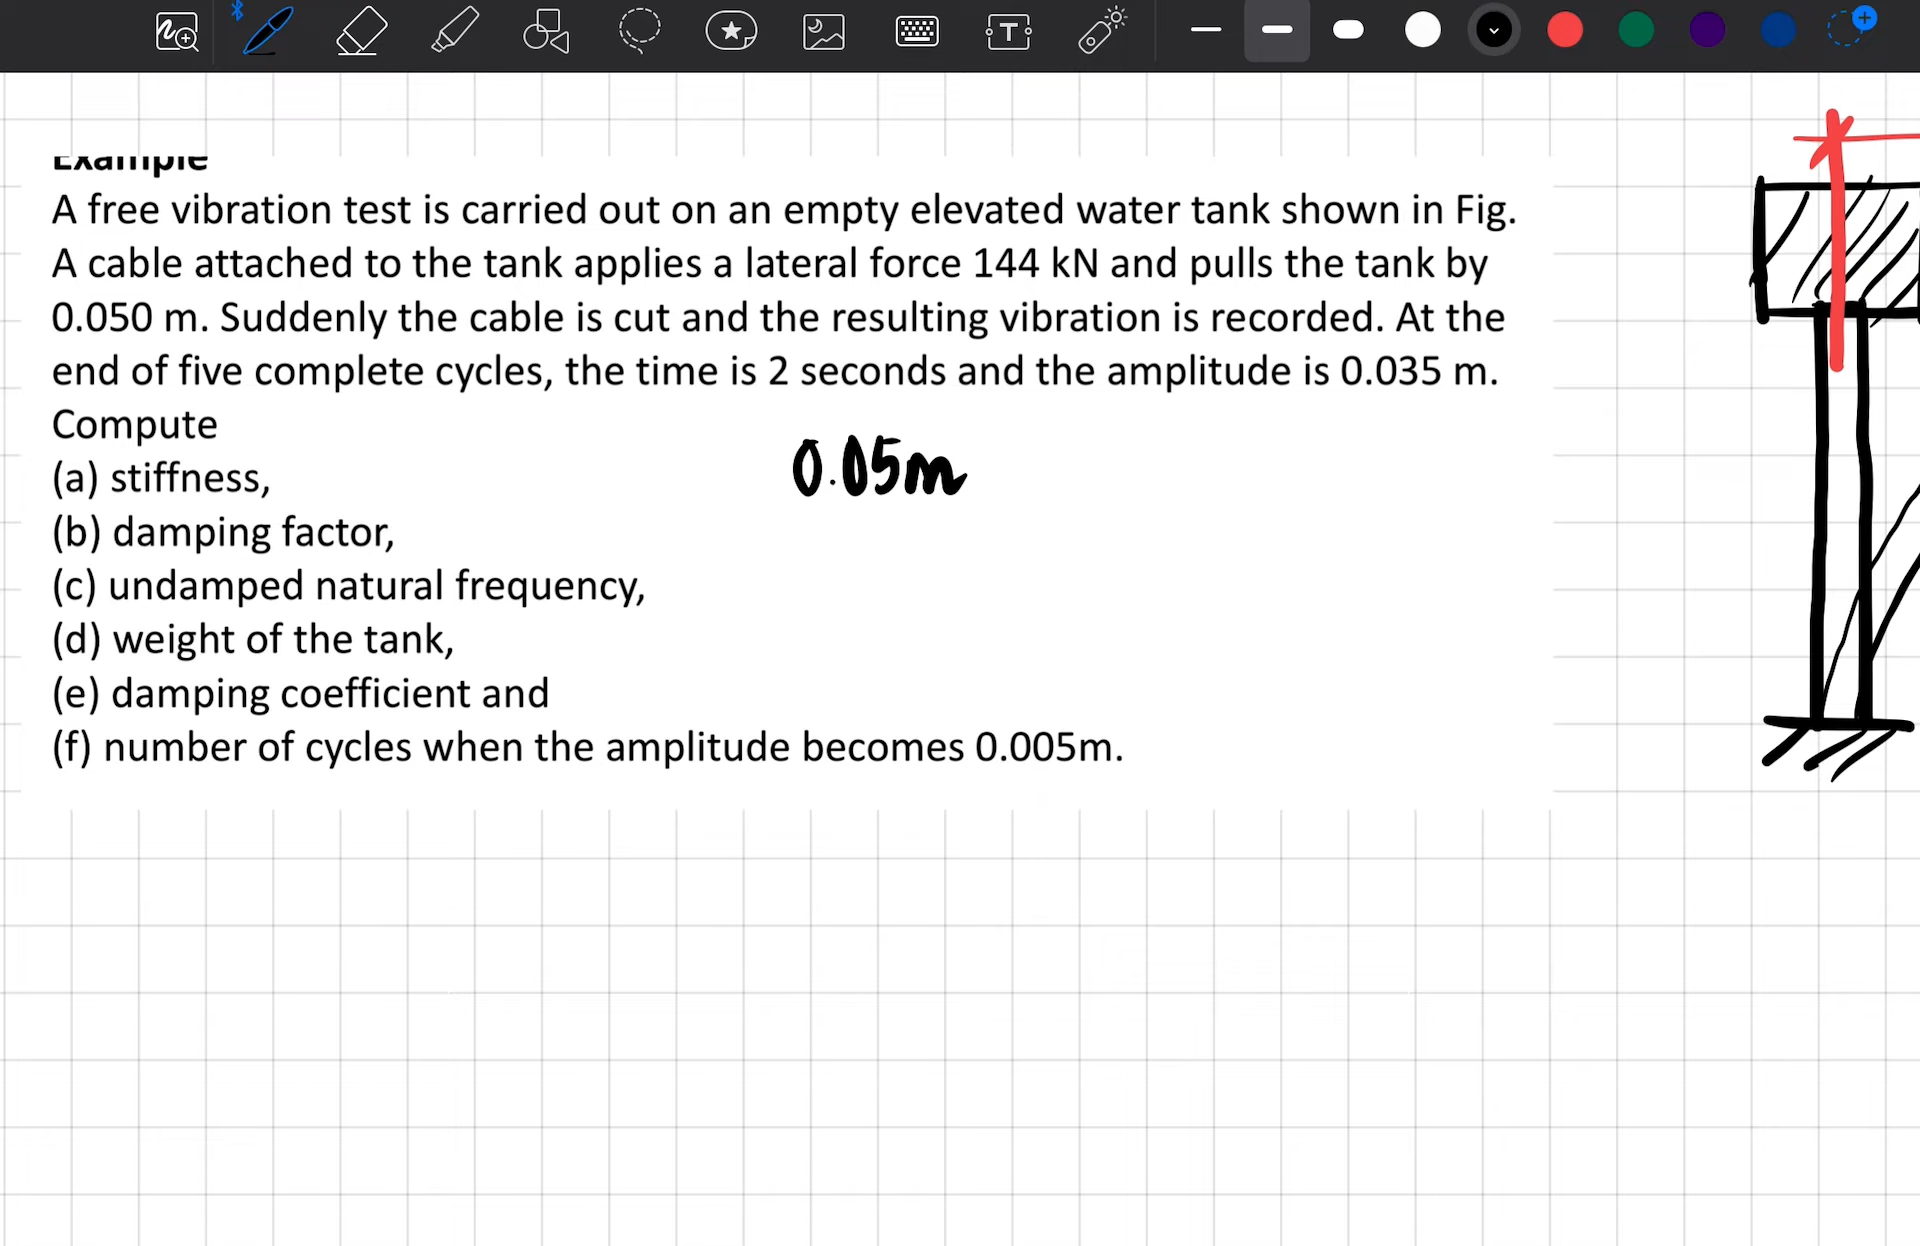 Example
A free vibration test is carried out on an empty elevated water tank shown in Fig.
A cable attached to the tank applies a lateral force 144 kN and pulls the tank by
0.050 m. Suddenly the cable is cut and the resulting vibration is recorded. At the
end of five complete cycles, the time is 2 seconds and the amplitude is 0.035 m.
Compute
(a) stiffness,
0.05m
(b) damping factor,
(c) undamped natural frequency,
(d) weight of the tank,
(e) damping coefficient and
(f) number of cycles when the amplitude becomes 0.005m.